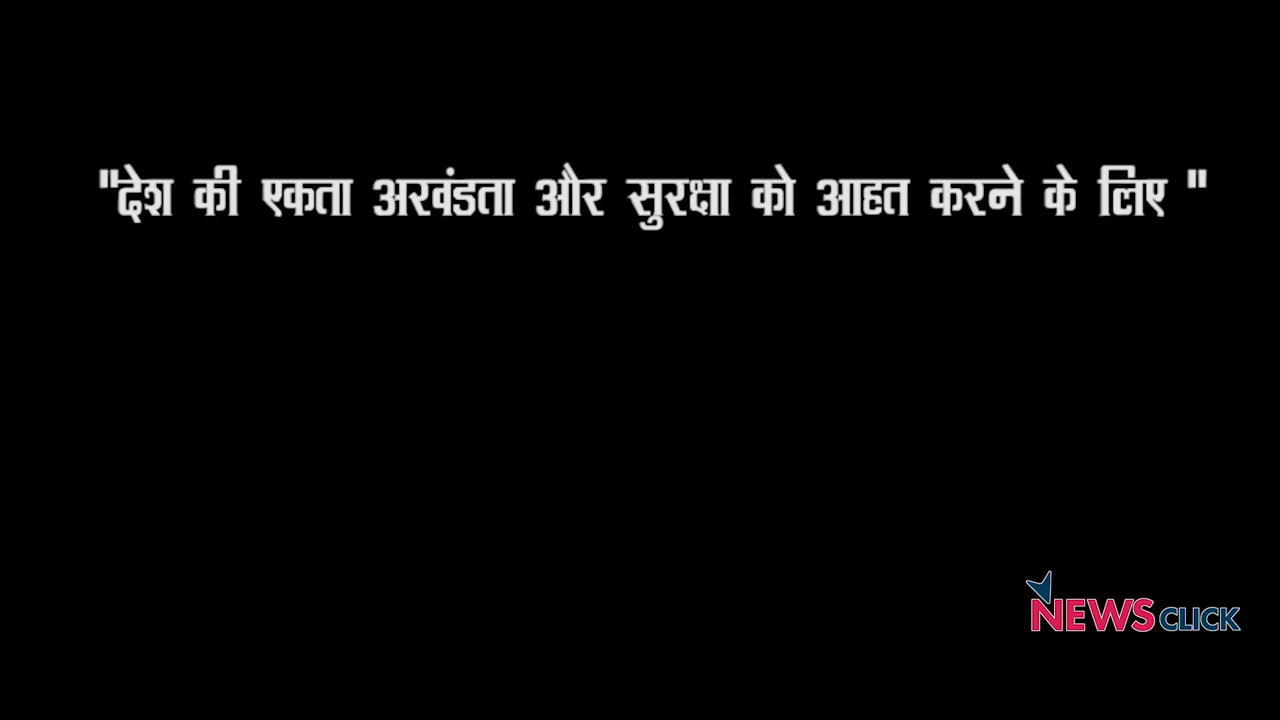 "देश की एकता अखंडता और सुरक्षा को आहत करने के लिए "
NEWSCLICK